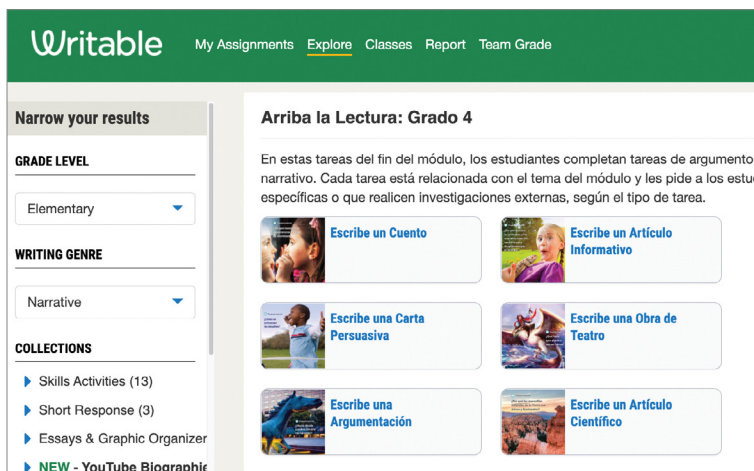 Writable
My Assignments Explore Classes Report Team Grade
Narrow your results
GRADE LEVEL
Elementary
WRITING GENRE
Narrative
COLLECTIONS
Skills Activities (13)
Short Response (3)
Essays & Graphic Organizer
NEW - YouTube Biographie
Arriba la Lectura: Grado 4
En estas tareas del fin del módulo, los estudiantes completan tareas de argumento
narrativo. Cada tarea está relacionada con el tema del módulo y les pide a los estu
específicas o que realicen investigaciones externas, según el tipo de tarea.
Escribe un Cuento
Escribe un Artículo
Informativo
Escribe una Carta
Persuasiva
Escribe una Obra de
Teatro
Escribe una
Argumentación
Escribe un Artículo
Científico